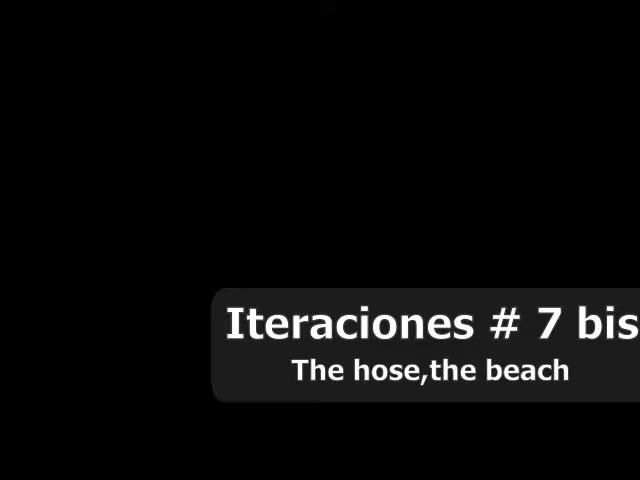 Iteraciones # 7 bis
The hose,the beach